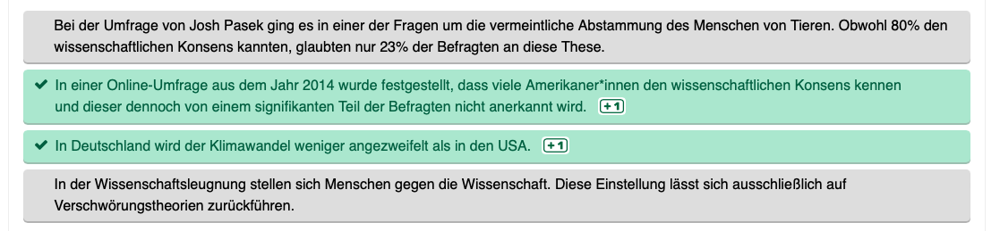 Bei der Umfrage von Josh Pasek ging es in einer der Fragen um die vermeintliche Abstammung des Menschen von Tieren. Obwohl 80% den
wissenschaftlichen Konsens kannten, glaubten nur 23% der Befragten an diese These.
In einer Online-Umfrage aus dem Jahr 2014 wurde festgestellt, dass viele Amerikaner*innen den wissenschaftlichen Konsens kennen
und dieser dennoch von einem signifikanten Teil der Befragten nicht anerkannt wird. +1
In Deutschland wird der Klimawandel weniger angezweifelt als in den USA. +1
In der Wissenschaftsleugnung stellen sich Menschen gegen die Wissenschaft. Diese Einstellung lässt sich ausschließlich auf
Verschwörungstheorien zurückführen.